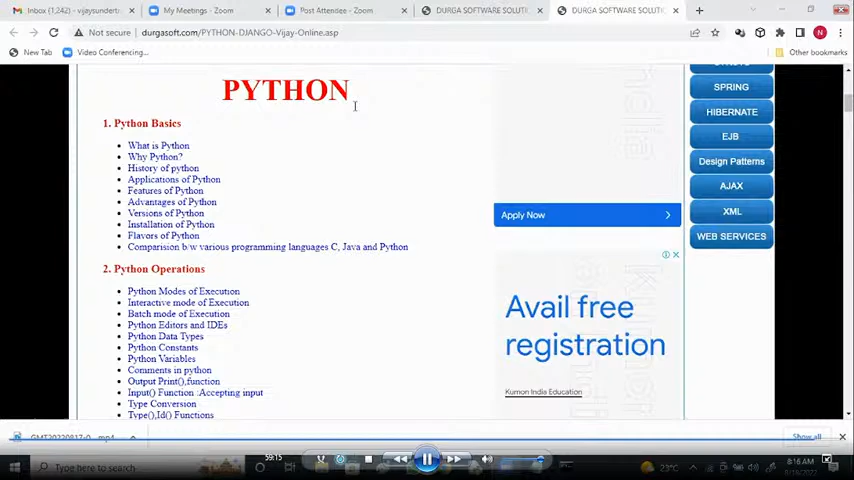 Inbox (1,242) - vijaysundertra
My Meetings - Zoom
Post Attendee - Zoom
DURGA SOFTWARE SOLUTI
DURGA SOFTWARE SOLUTIO
durgasoft.com/PYTHON-DJANGO-Vijay-Online.asp
N
New Tab
Video Conferencing...
Other bookmarks
PYTHON
1. Python Basics
What is Python
Why Python?
History of python
Applications of Python
Features of Python
Advantages of Python
Versions of Python
Installation of Python
Flavors of Python
Comparision b/w various programming languages C, Java and Python
2. Python Operations
Python Modes of Execution
Interactive mode of Execution
Batch mode of Execution
Python Editors and IDEs
Python Data Types
Python Constants
Python Variables
Comments in python
Output Print(),function
Input() Function :Accepting input
Type Conversion
Type(),Id() Functions
Apply Now
Avail free
registration
Kumon India Education
SPRING
HIBERNATE
EJB
Design Patterns
AJAX
XML
WEB SERVICES
Show all
59:15
Type here to search
23°C
8:16 AM